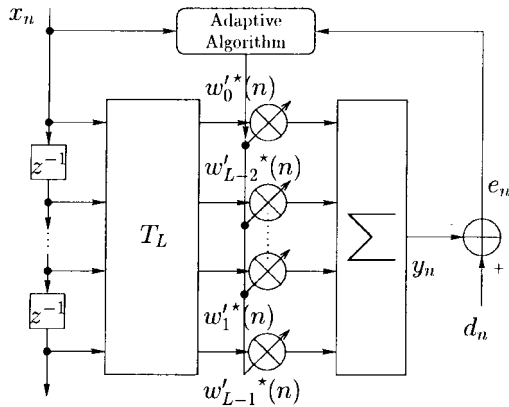 x_n
Adaptive
Algorithm
w'_0^⋆(n)
z^{-1}
w'_{L-2}^⋆(n)
e_n
T_L
∑
y_n
+
z^{-1}
w'_1^⋆(n)
d_n
w'_{L-1}^⋆(n)